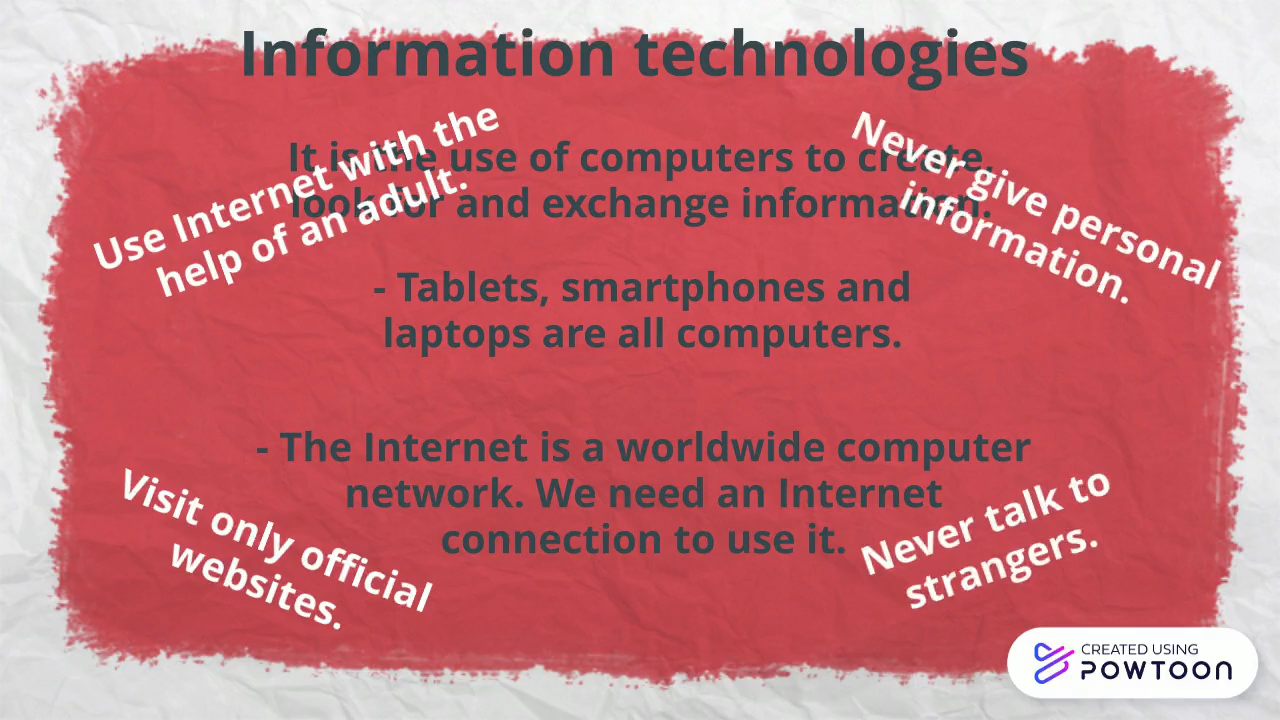 Information technologies
It is the use of computers to create,
look for and exchange information.
- Tablets, smartphones and
laptops are all computers.
- The Internet is a worldwide computer
network. We need an Internet
connection to use it.
Use Internet with the
help of an adult.
Never give personal
information.
Visit only official
websites.
Never talk to
strangers.
CREATED USING
POWTOON